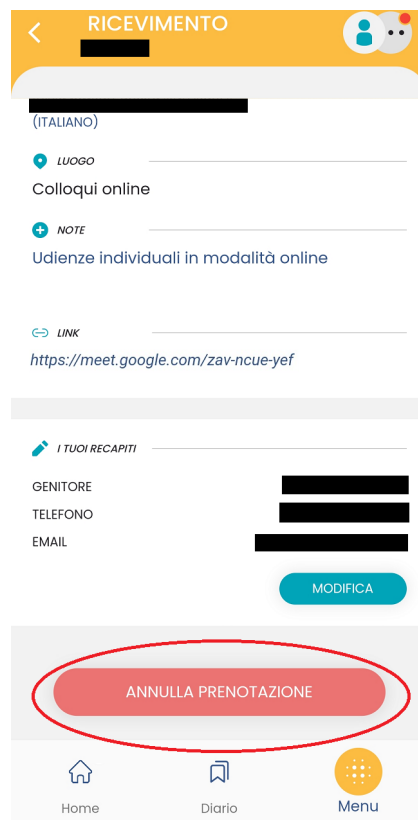 RICEVIMENTO
(ITALIANO)
LUOGO
Colloqui online
NOTE
Udienze individuali in modalità online
LINK
https://meet.google.com/zav-ncue-yef
I TUOI RECAPITI
GENITORE
TELEFONO
EMAIL
MODIFICA
ANNULLA PRENOTAZIONE
Home Diario Menu